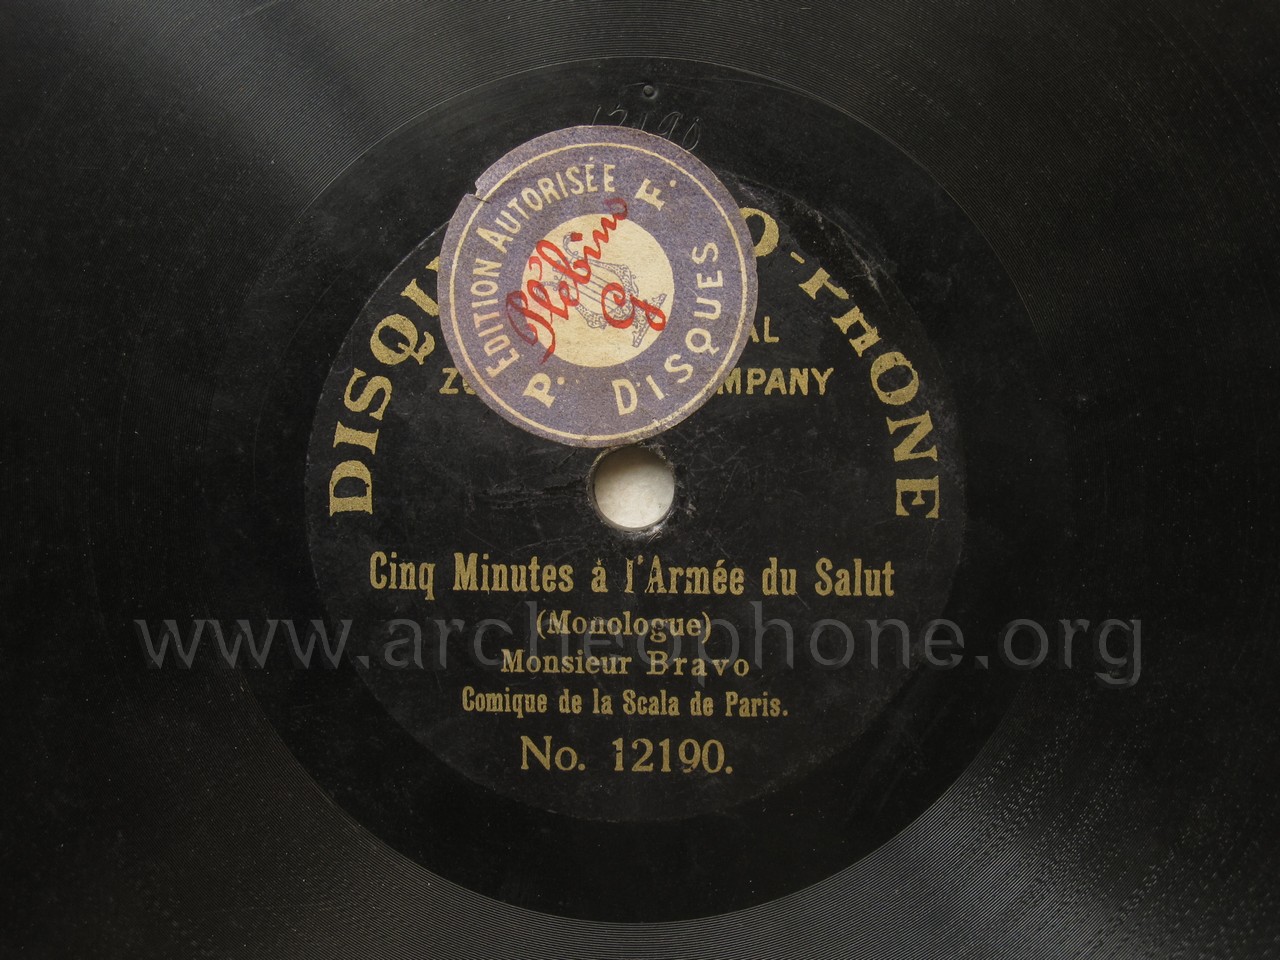 12190
EDITION AUTORISÉE
P. DISQUES F.
Plébins G
DISQU O-PHONE
AL
MPANY
Cinq Minutes à l'Armée du Salut
(Monologue)
www.archeophone.org
Monsieur Bravo
Comique de la Scala de Paris.
No. 12190.